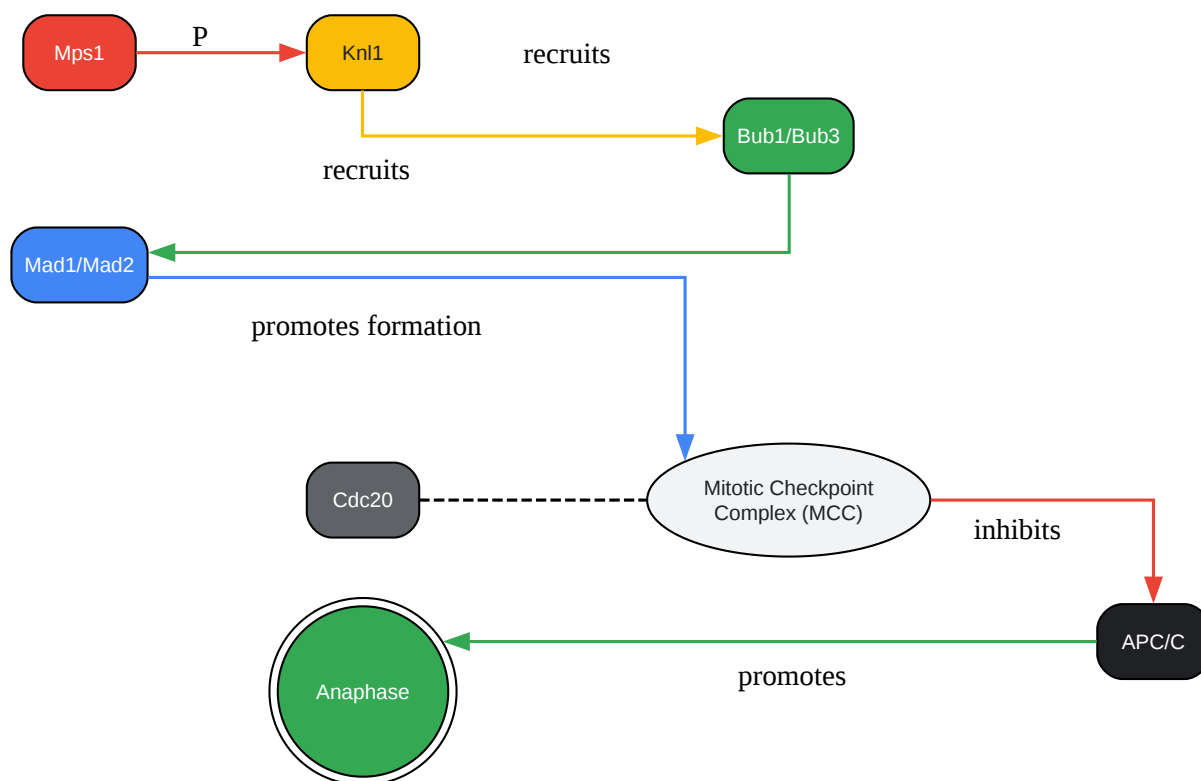 Mps1
P
Knl1
recruits
Bub1/Bub3
recruits
Mad1/Mad2
promotes formation
Cdc20
Mitotic Checkpoint
Complex (MCC)
inhibits
APC/C
promotes
Anaphase